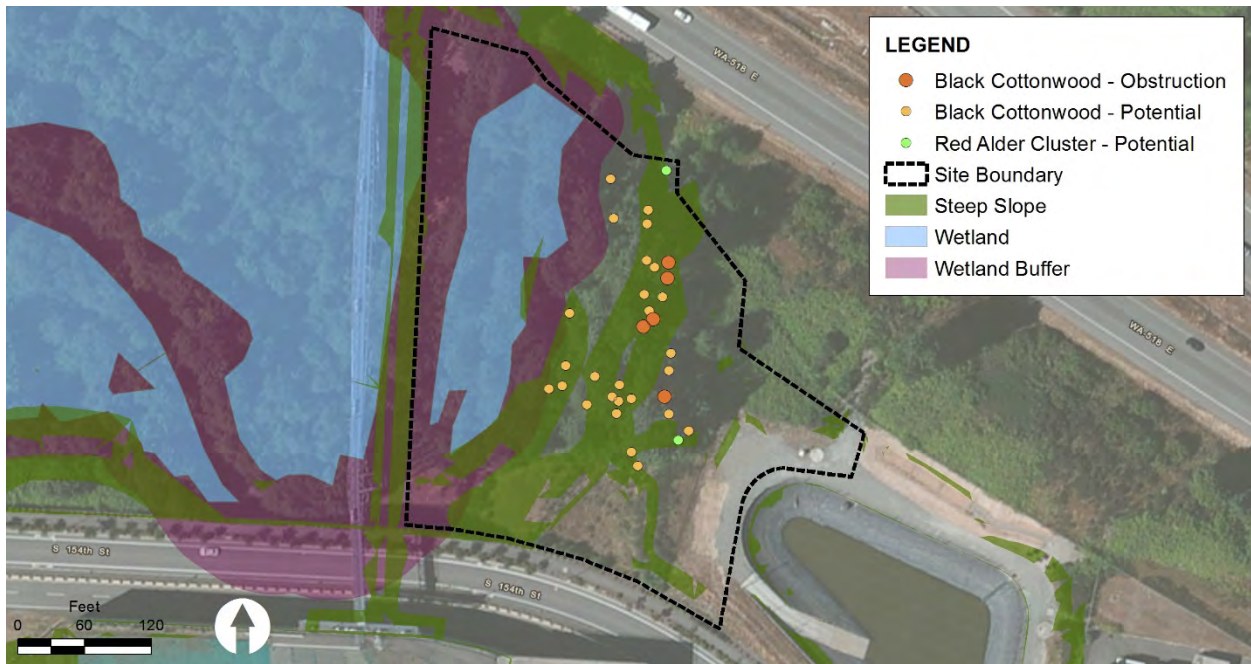 WA-518 E
LEGEND
Black Cottonwood - Obstruction
Black Cottonwood - Potential
Red Alder Cluster - Potential
Site Boundary
Steep Slope
Wetland
Wetland Buffer
WA-518 E
S 154th St
S 154th St
Feet
0 60 120